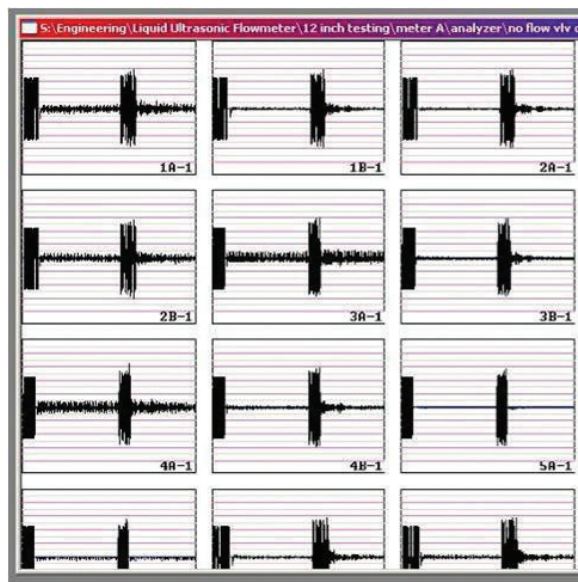 S:\Engineering\Liquid Ultrasonic Flowmeter\12 inch testing\meter A\analyzer\no flow vlv
1A-1 1B-1 2A-1
2B-1 3A-1 3B-1
4A-1 4B-1 5A-1